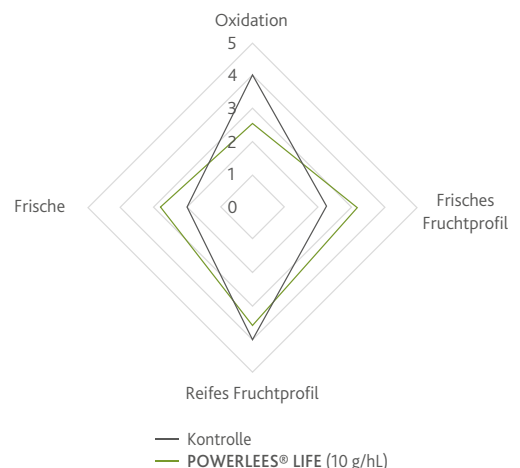 Oxidation
5
4
3
2
1
0
Frische
Frisches
Fruchtprofil
Reifes Fruchtprofil
Kontrolle
POWERLEES® LIFE (10 g/hL)